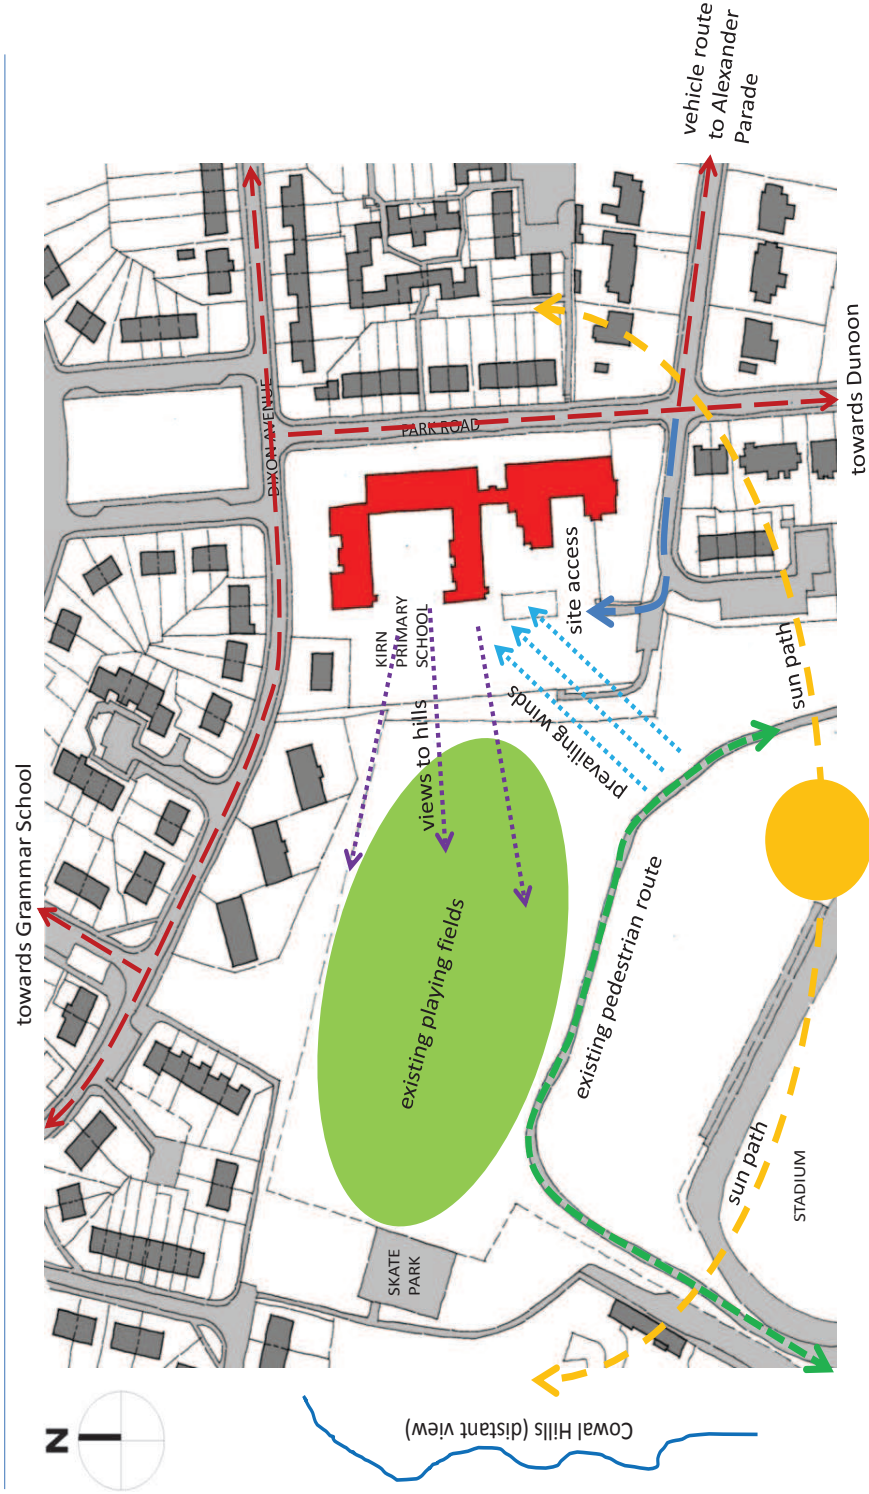 vehicle route
to Alexander
Parade
towards Grammar School
towards Dunoon
DIXON AVENUE
PARK ROAD
KIRN
PRIMARY
SCHOOL
site access
prevailing winds
views to hills
existing playing fields
existing pedestrian route
sun path
sun path
STADIUM
SKATE
PARK
Cowal Hills (distant view)
N